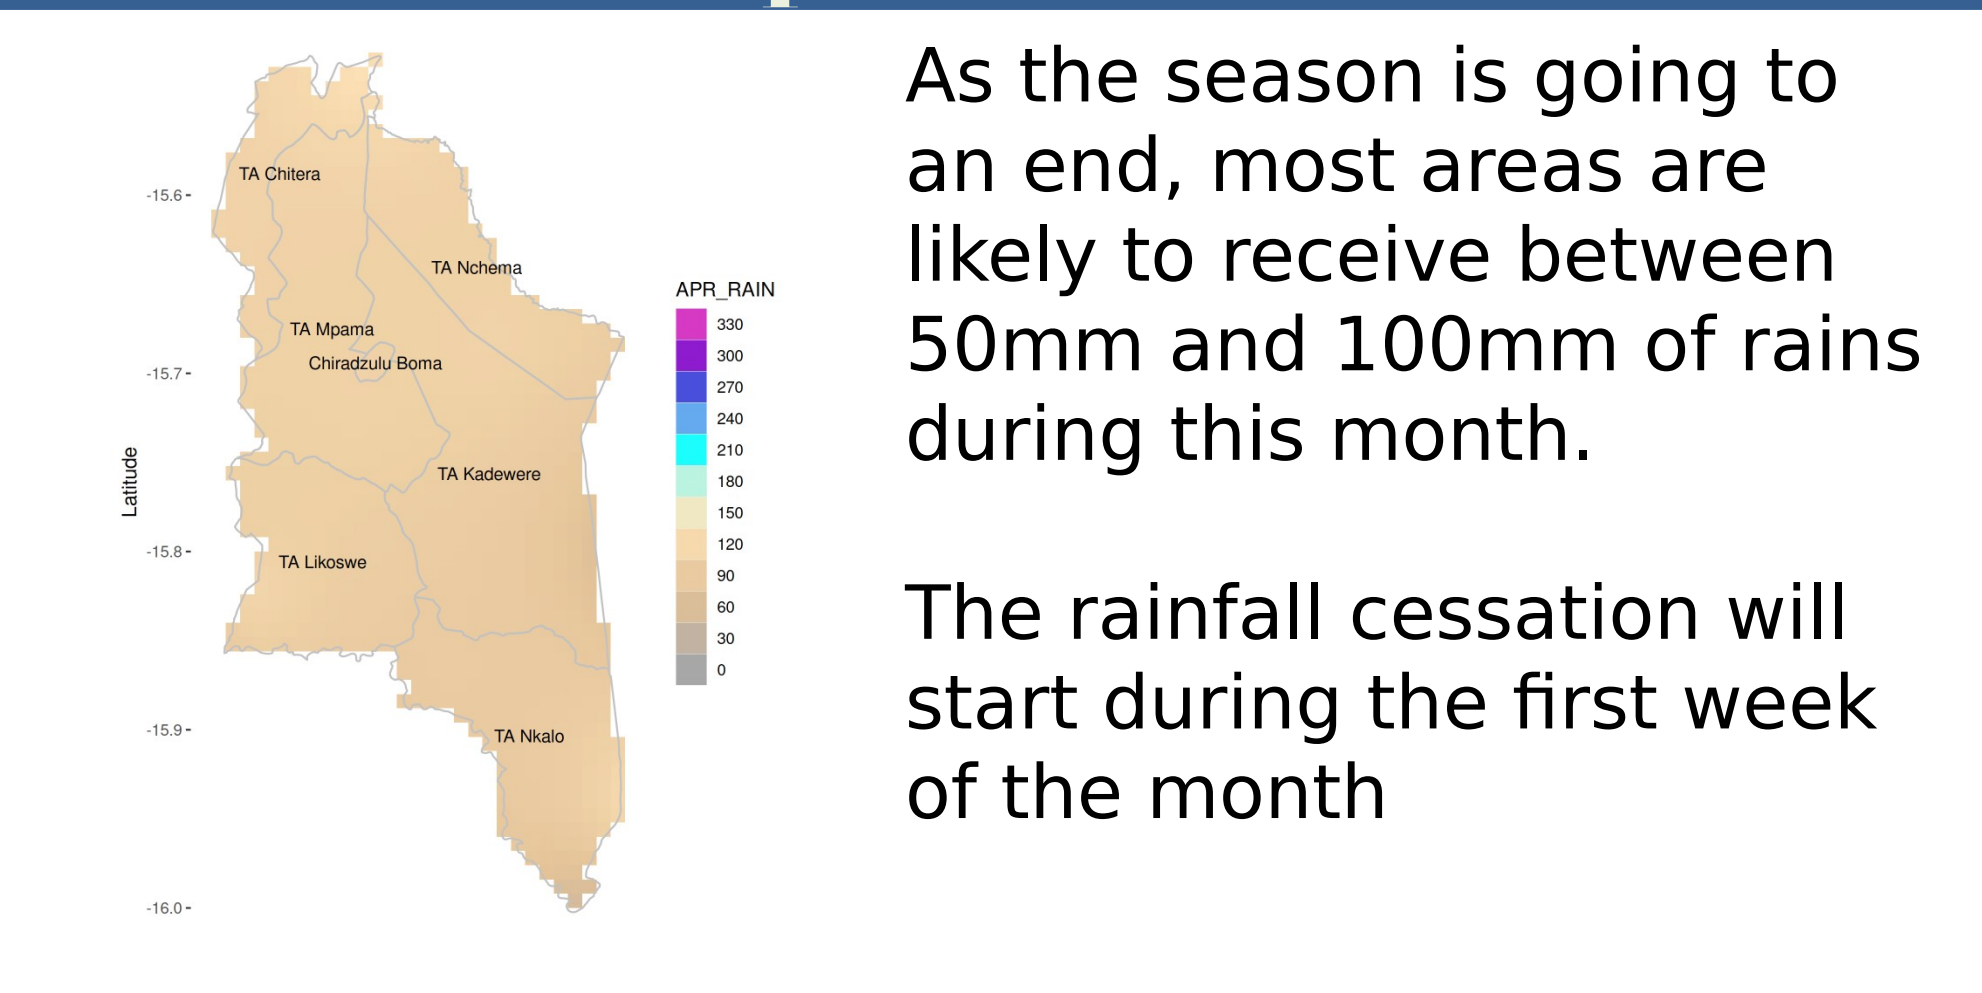 TA Chitera
-15.6
TA Nchema
APR_RAIN
330
TA Mpama
300
Chiradzulu Boma
-15.7
270
240
210
Latitude
TA Kadewere
180
150
120
-15.8
TA Likoswe
90
60
30
0
-15.9
TA Nkalo
-16.0
As the season is going to
an end, most areas are
likely to receive between
50mm and 100mm of rains
during this month.
The rainfall cessation will
start during the first week
of the month